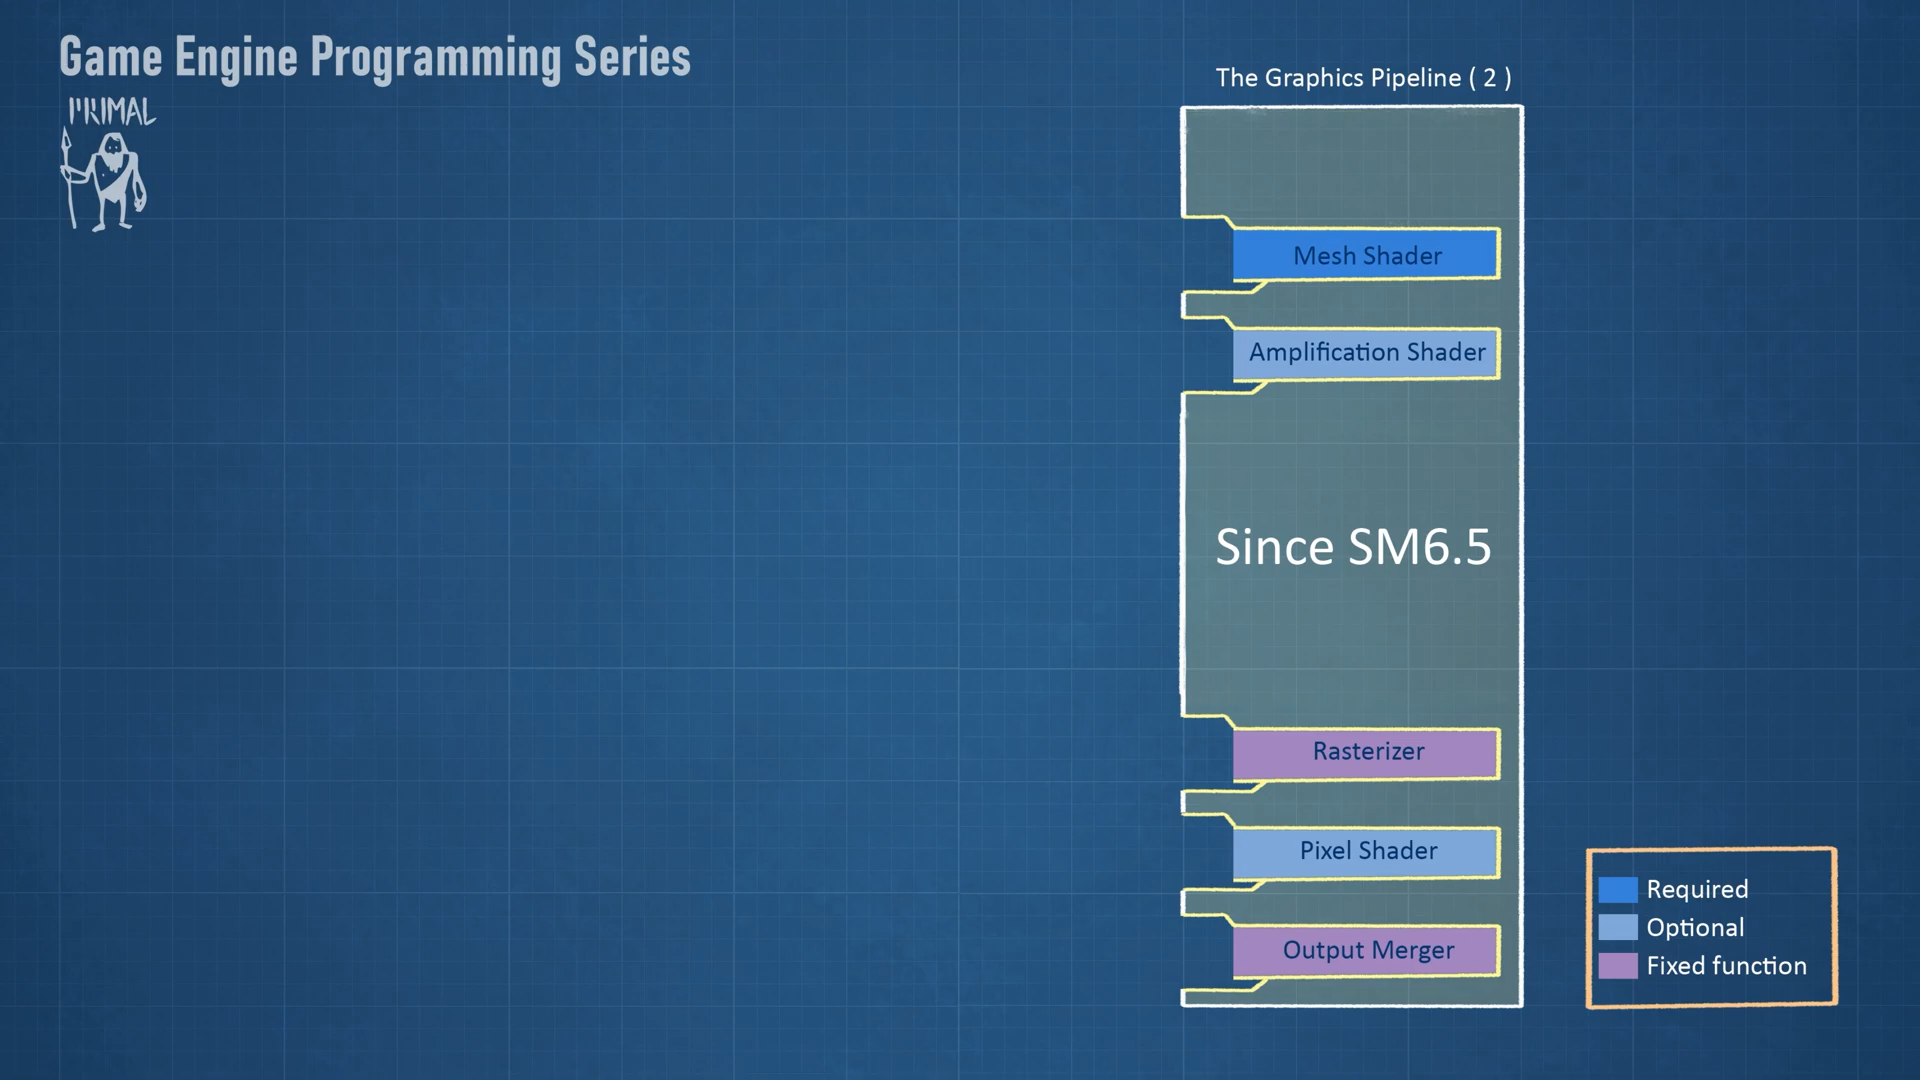 Game Engine Programming Series
PRIMAL
The Graphics Pipeline ( 2 )
Mesh Shader
Amplification Shader
Since SM6.5
Rasterizer
Pixel Shader
Output Merger
Required
Optional
Fixed function